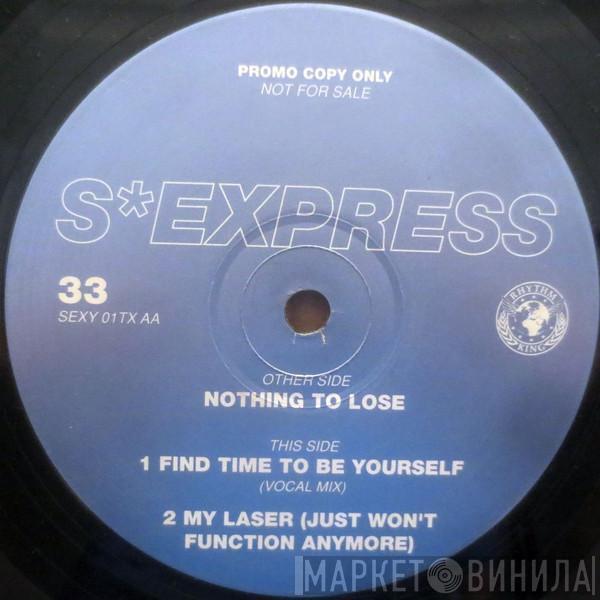 PROMO COPY ONLY
NOT FOR SALE
S*EXPRESS
33
SEXY 01TX AA
RHYTHM
KING
OTHER SIDE
NOTHING TO LOSE
THIS SIDE
1 FIND TIME TO BE YOURSELF
(VOCAL MIX)
2 MY LASER (JUST WON'T
FUNCTION ANYMORE)
МАРКЕТ ВИНИЛА